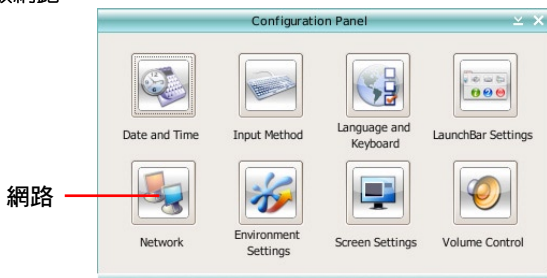 Configuration Panel
Date and Time
Input Method
Language and
Keyboard
LaunchBar Settings
網路
Network
Environment
Settings
Screen Settings
Volume Control